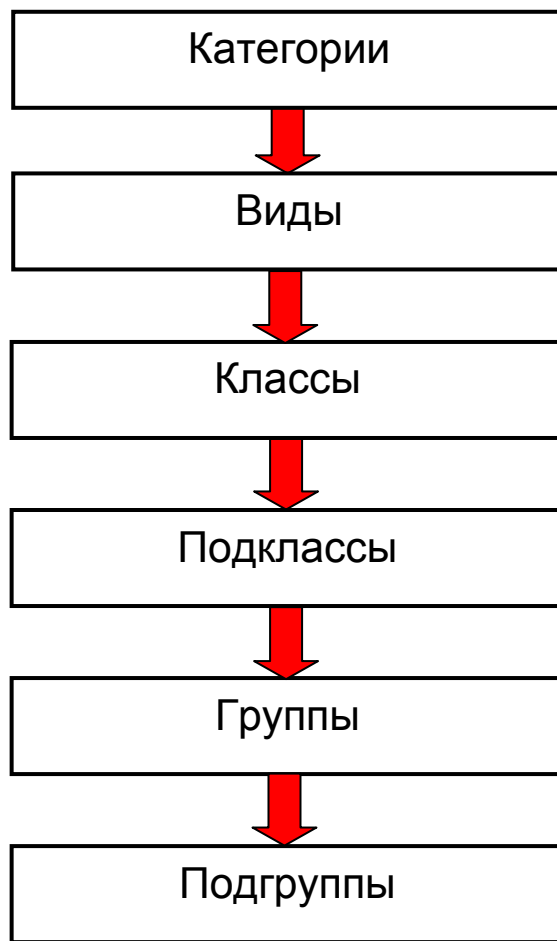 Категории
Виды
Классы
Подклассы
Группы
Подгруппы